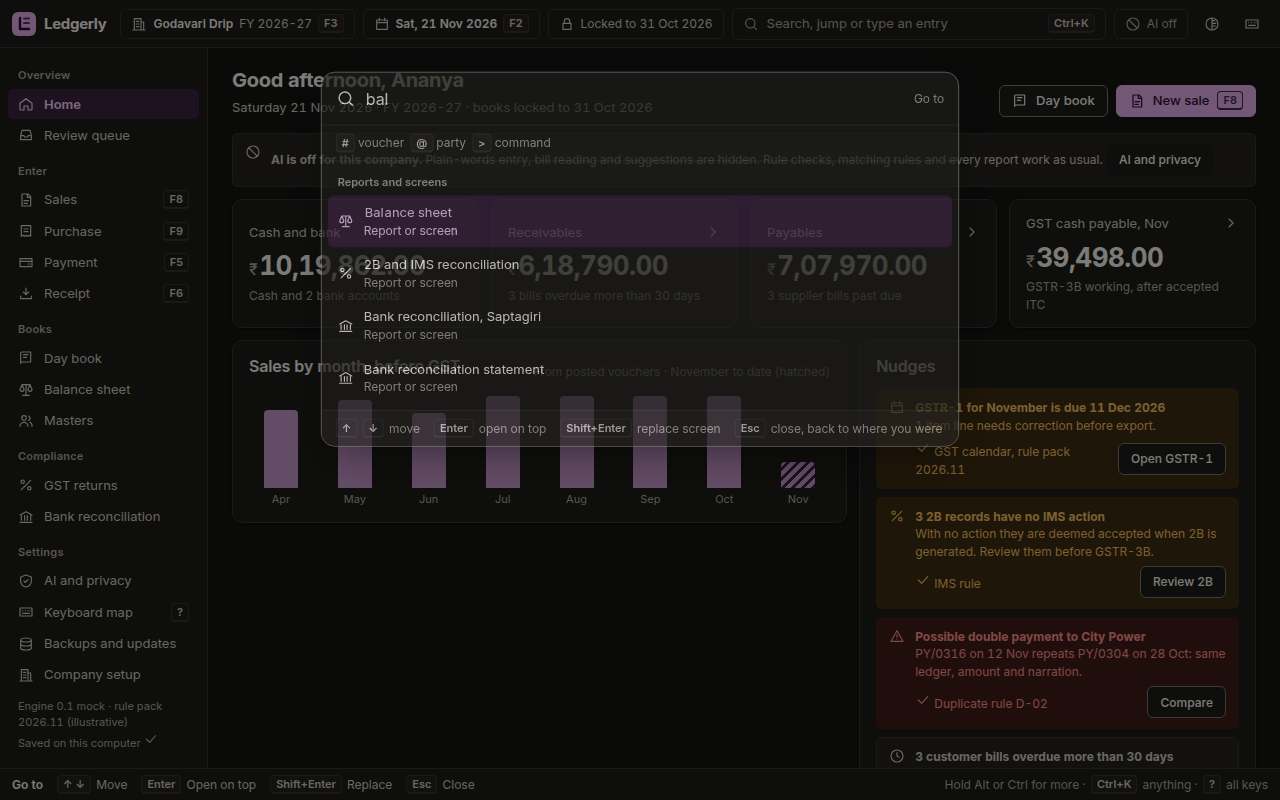 Ledgerly
Godavari Drip FY 2026-27 F3
Sat, 21 Nov 2026 F2
Locked to 31 Oct 2026
Search, jump or type an entry Ctrl+K
AI off
Overview
Home
Review queue
Enter
Sales F8
Purchase F9
Payment F5
Receipt F6
Books
Day book
Balance sheet
Masters
Compliance
GST returns
Bank reconciliation
Settings
AI and privacy
Keyboard map ?
Backups and updates
Company setup
Engine 0.1 mock · rule pack
2026.11 (illustrative)
Saved on this computer
Good afternoon, Ananya
Saturday 21 Nov 2026 · FY 2026-27 · books locked to 31 Oct 2026
Day book
New sale F8
AI is off for this company. Plain-words entry, bill reading and suggestions are hidden. Rule checks, matching rules and every report work as usual.
AI and privacy
bal
Go to
# voucher @ party > command
Reports and screens
Balance sheet
Report or screen
2B and IMS reconciliation
Report or screen
Bank reconciliation, Saptagiri
Report or screen
Bank reconciliation statement
Report or screen
↑ ↓ move Enter open on top Shift+Enter replace screen Esc close, back to where you were
Cash and bank
Cash and 2 bank accounts
Receivables
6,18,790.00
3 bills overdue more than 30 days
Payables
₹7,07,970.00
3 supplier bills past due
GST cash payable, Nov
₹39,498.00
GSTR-3B working, after accepted
ITC
Sales by month, before GST
posted vouchers · November to date (hatched)
Apr May Jun Jul Aug Sep Oct Nov
Nudges
GSTR-1 for November is due 11 Dec 2026
line needs correction before export.
GST calendar, rule pack
2026.11
Open GSTR-1
3 2B records have no IMS action
With no action they are deemed accepted when 2B is
generated. Review them before GSTR-3B.
IMS rule
Review 2B
Possible double payment to City Power
PY/0316 on 12 Nov repeats PY/0304 on 28 Oct: same
ledger, amount and narration.
Duplicate rule D-02
Compare
3 customer bills overdue more than 30 days
Go to ↑ ↓ Move Enter Open on top Shift+Enter Replace Esc Close
Hold Alt or Ctrl for more · Ctrl+K anything · ? all keys